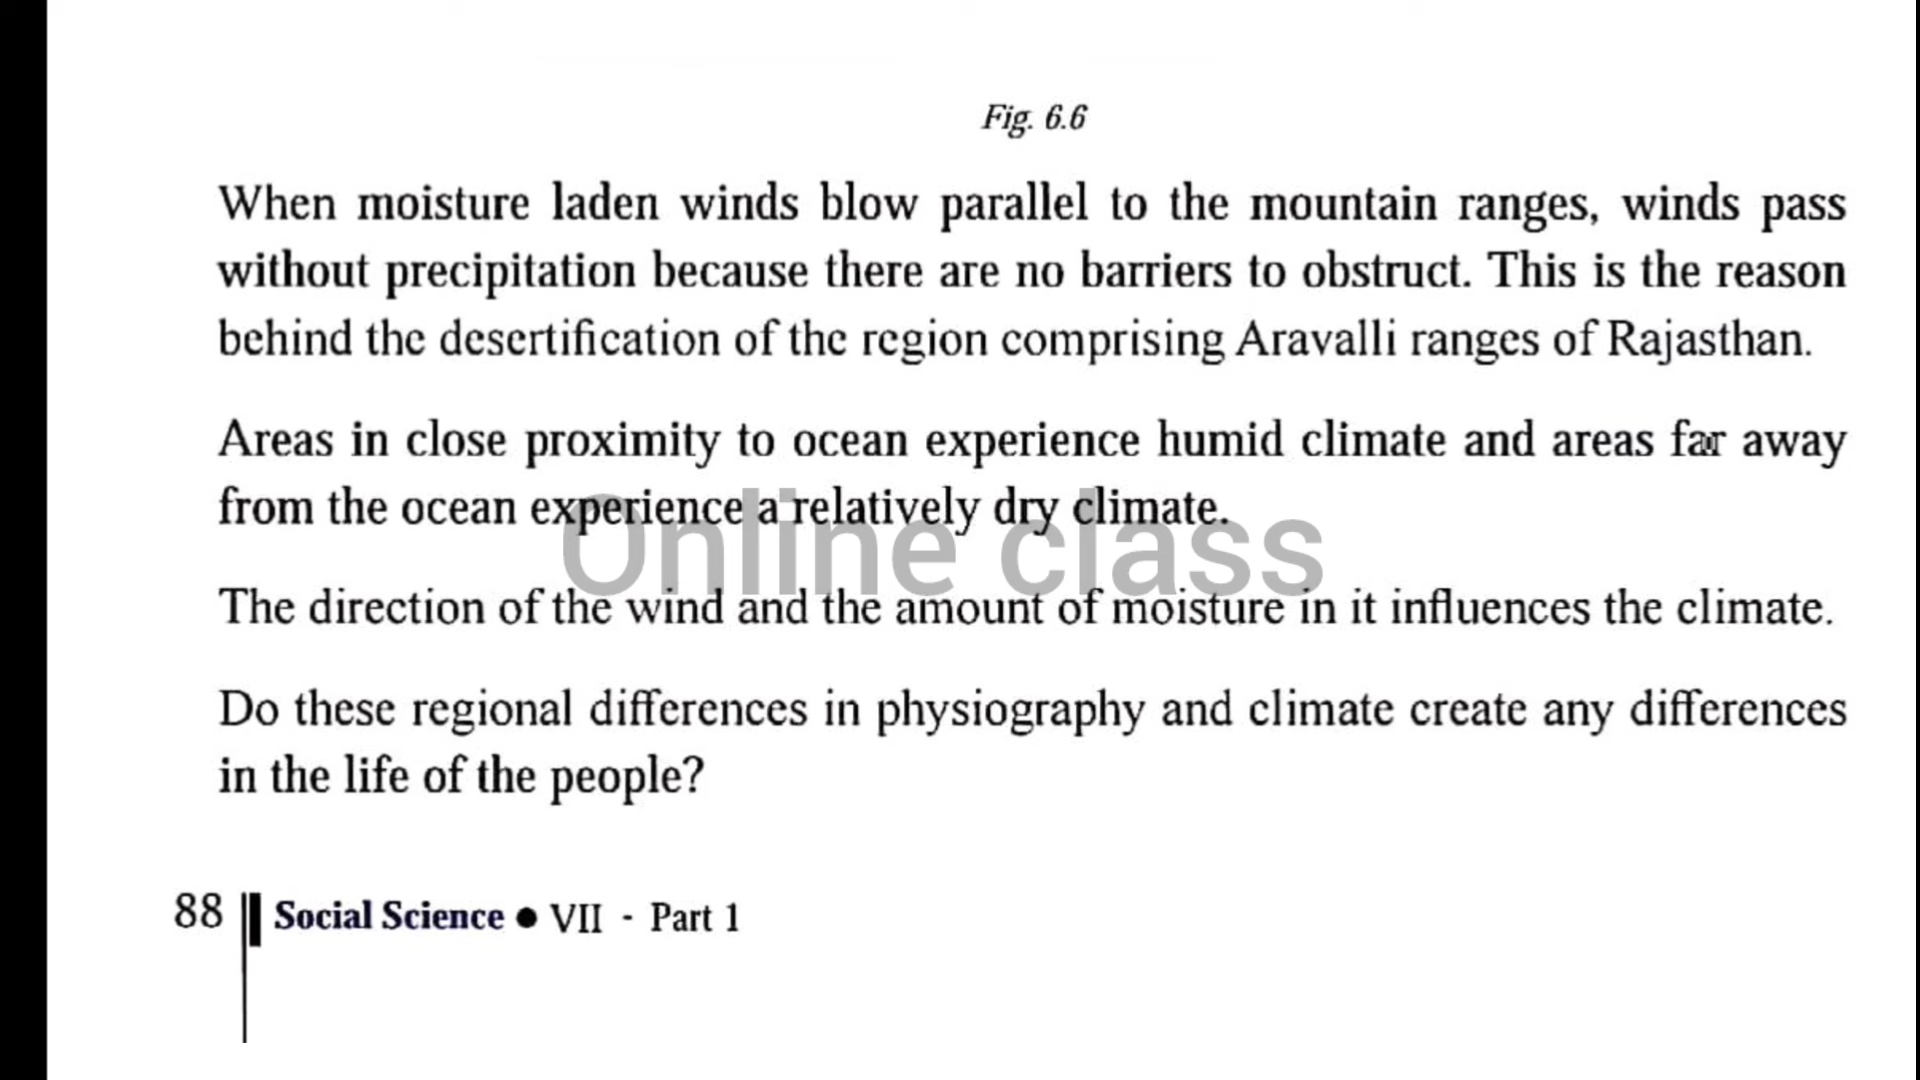 Fig. 6.6
When moisture laden winds blow parallel to the mountain ranges, winds pass
without precipitation because there are no barriers to obstruct. This is the reason
behind the desertification of the region comprising Aravalli ranges of Rajasthan.
Areas in close proximity to ocean experience humid climate and areas far away
from the ocean experience a relatively dry climate.
Online class
The direction of the wind and the amount of moisture in it influences the climate.
Do these regional differences in physiography and climate create any differences
in the life of the people?
88 Social Science ● VII - Part 1